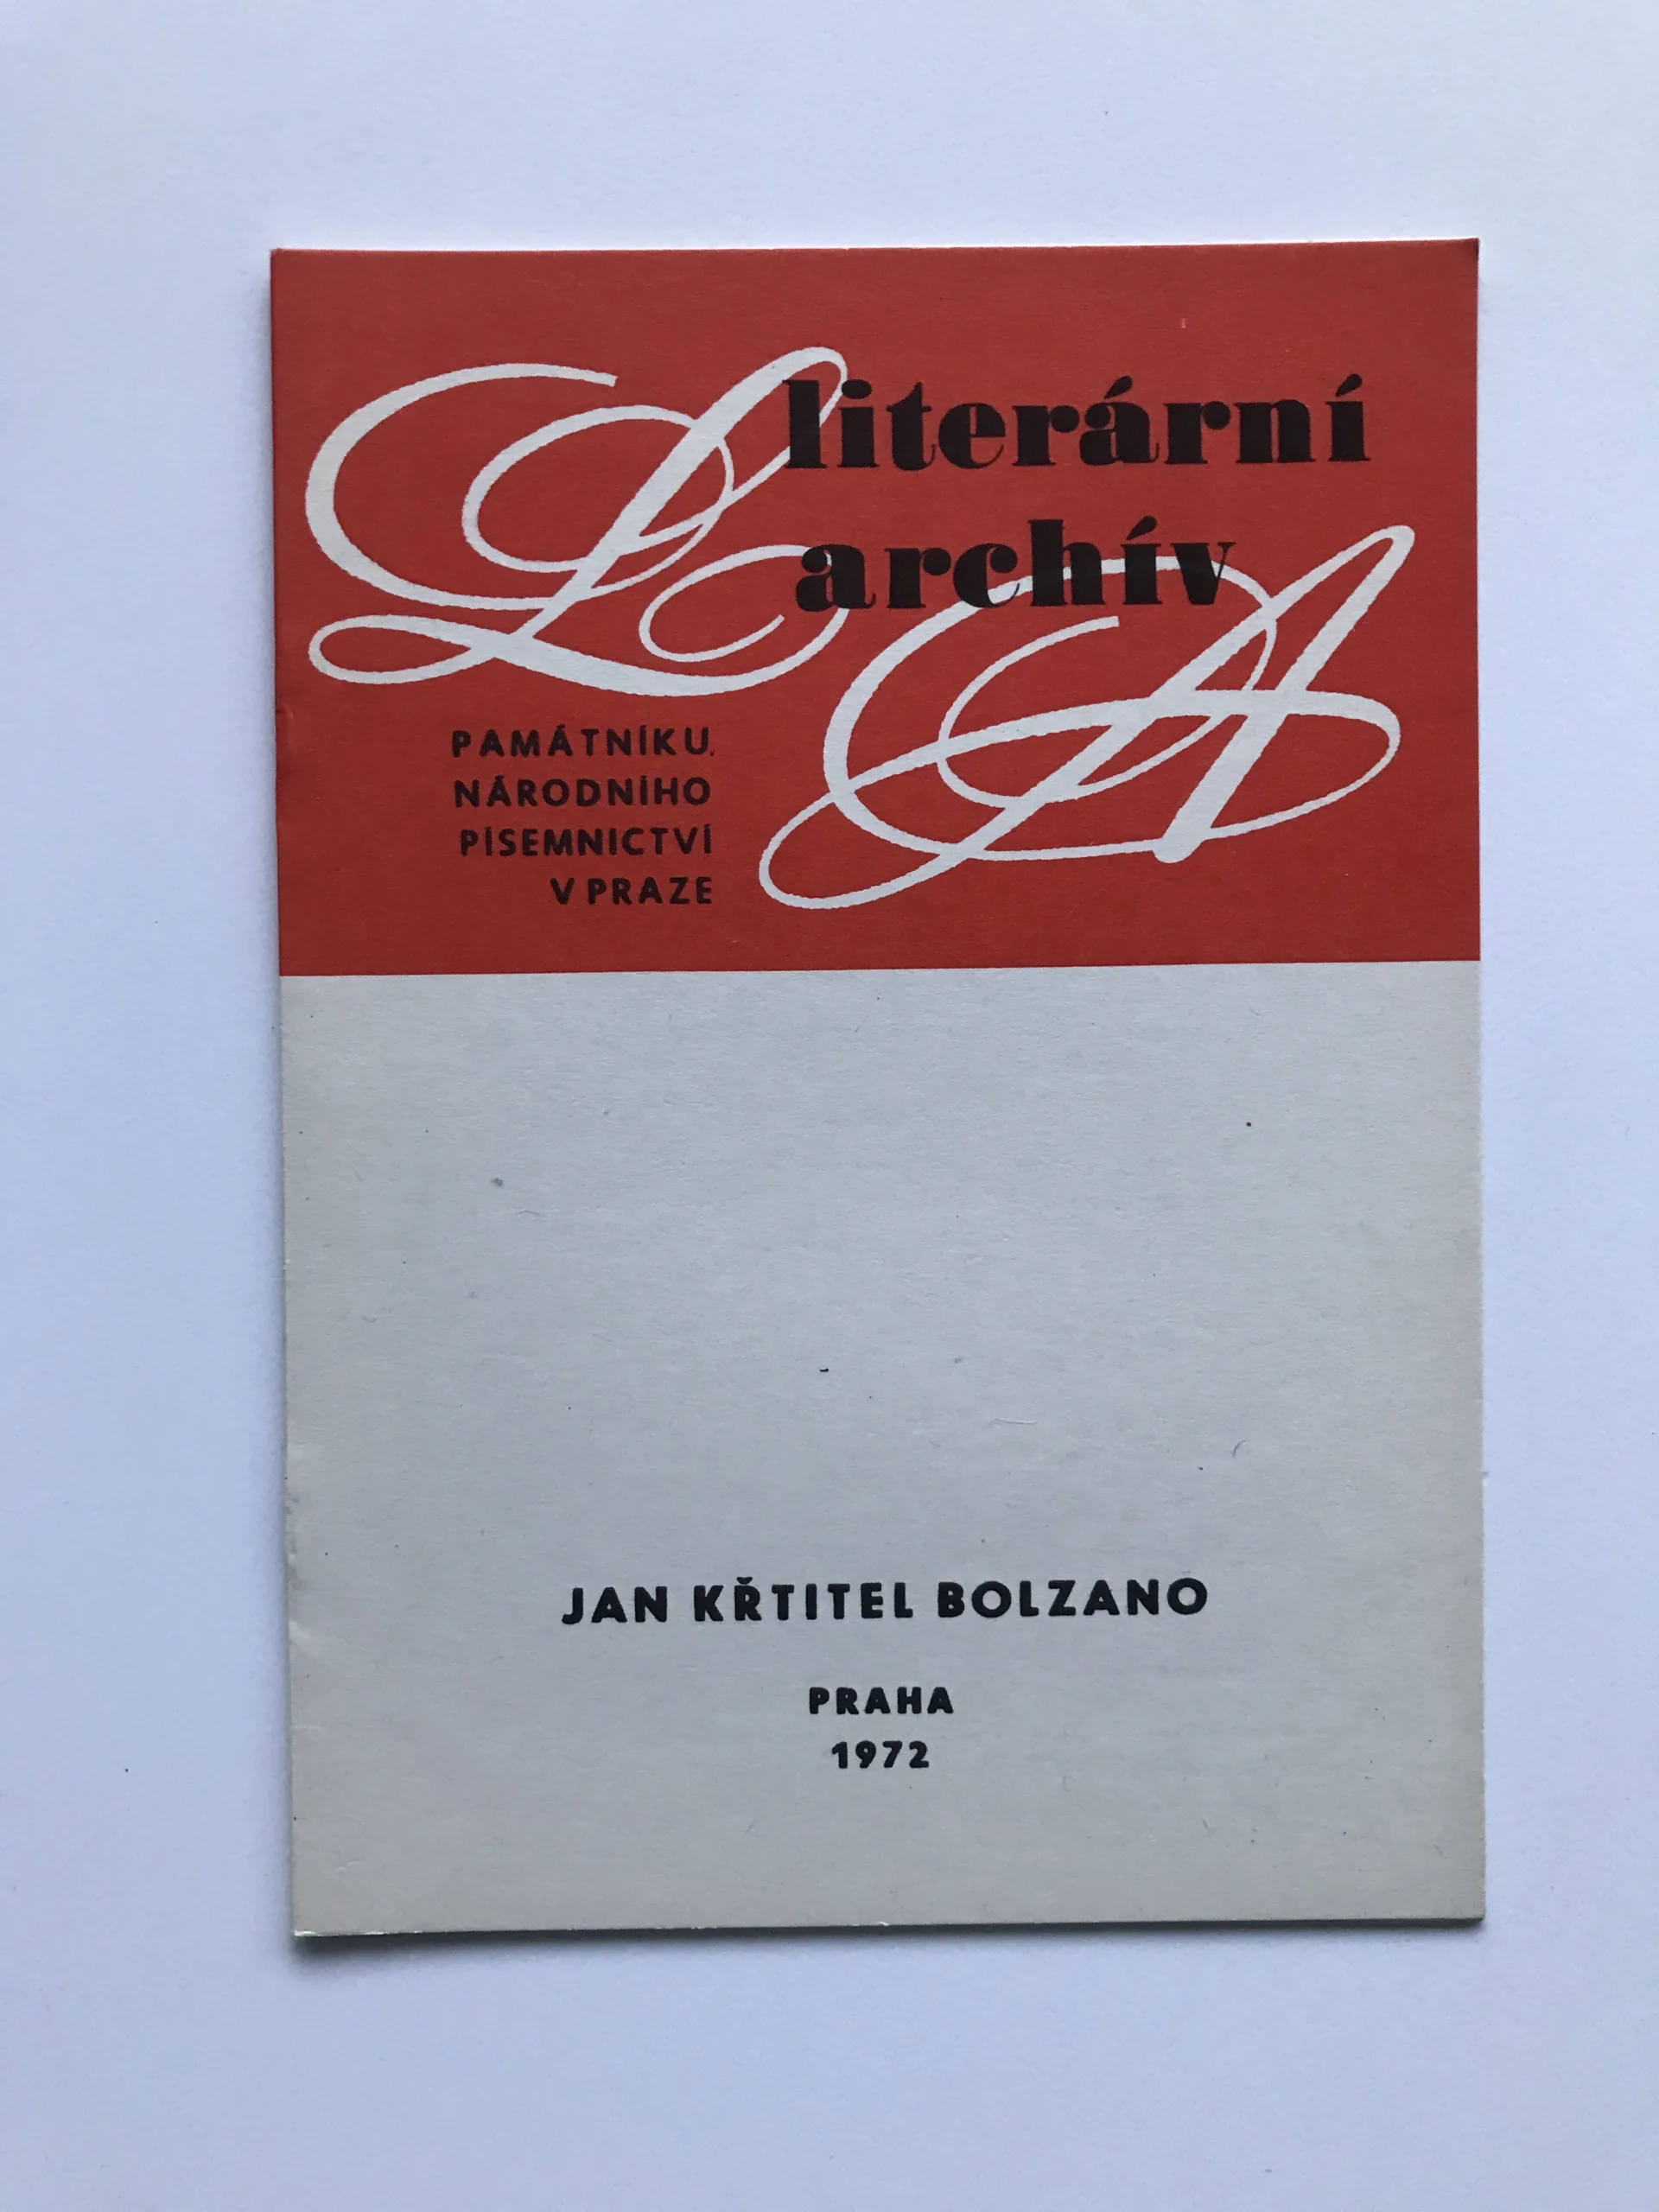 L A
literární
archív
PAMÁTNÍKU
NÁRODNÍHO
PÍSEMNICTVÍ
V PRAZE
JAN KŘTITEL BOLZANO
PRAHA
1972